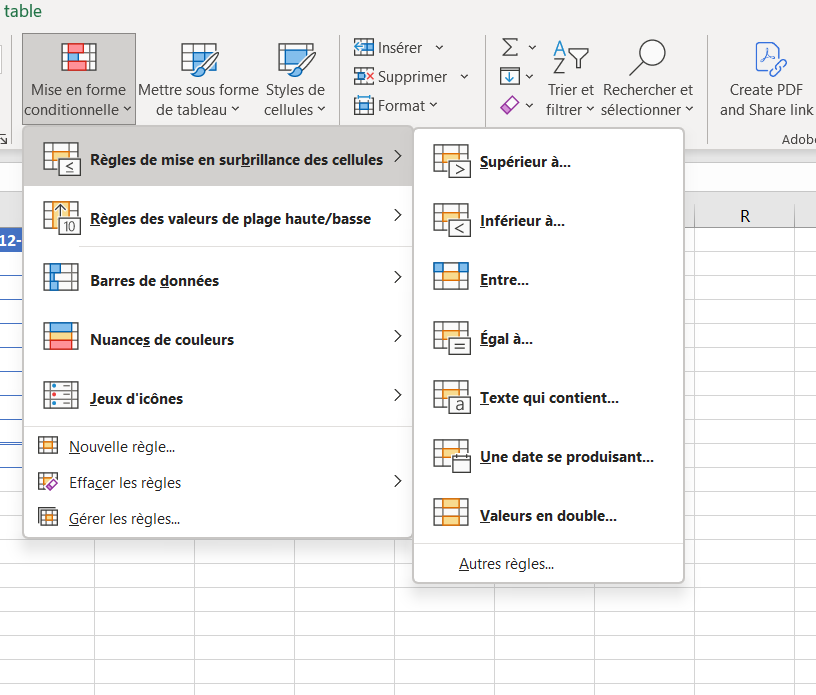 table
Mise en forme
conditionnelle
Mettre sous forme
de tableau
Styles de
cellules
Insérer
Supprimer
Format
Trier et
filtrer
Rechercher et
sélectionner
Create PDF
and Share link
Adob
Règles de mise en surbrillance des cellules
Règles des valeurs de plage haute/basse
10
Barres de données
Nuances de couleurs
Jeux d'icônes
Nouvelle règle...
Effacer les règles
Gérer les règles...
Supérieur à...
Inférieur à...
Entre...
Égal à...
Texte qui contient...
Une date se produisant...
Valeurs en double...
Autres règles...
R
12-